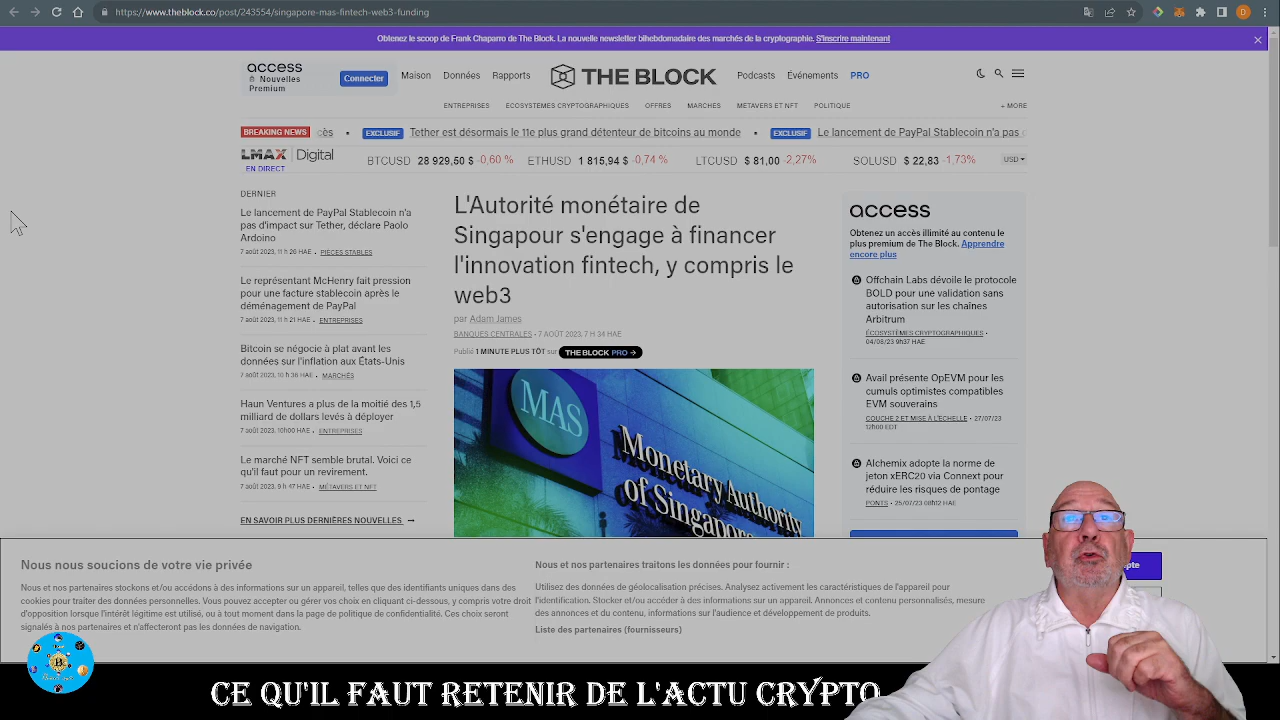 https://www.theblock.co/post/243554/singapore-mas-fintech-web3-funding
Obtenez le scoop de Frank Chaparro de The Block. La nouvelle newsletter bihebdomadaire des marchés de la cryptographie. S'inscrire maintenant
access
Nouvelles
Premium
Connecter
Maison
Données
Rapports
THE BLOCK
Podcasts
Événements
PRO
ENTREPRISES
ÉCOSYSTÈMES CRYPTOGRAPHIQUES
OFFRES
MARCHÉS
MÉTAVERS ET NFT
POLITIQUE
+ MORE
BREAKING NEWS
cès
EXCLUSIF
Tether est désormais le 11e plus grand détenteur de bitcoins au monde
EXCLUSIF
Le lancement de PayPal Stablecoin n'a pas
LMAX Digital
EN DIRECT
BTCUSD 28 929,50 $ -0,60 %
ETHUSD 1 815,94 $ -0,74 %
LTCUSD $ 81,00 -2,27%
SOLUSD $ 22,83 -1,73%
USD
DERNIER
Le lancement de PayPal Stablecoin n'a
pas d'impact sur Tether, déclare Paolo
Ardoino
7 août 2023, 11 h 26 HAE • PIÈCES STABLES
Le représentant McHenry fait pression
pour une facture stablecoin après le
déménagement de PayPal
7 août 2023, 11 h 21 HAE • ENTREPRISES
Bitcoin se négocie à plat avant les
données sur l'inflation aux États-Unis
MARCHÉS
Haun Ventures a plus de la moitié des 1,5
milliard de dollars levés à déployer
7 août 2023, 10h00 HAE • ENTREPRISES
Le marché NFT semble brutal. Voici ce
qu'il faut pour un revirement.
7 août 2023, 9 h 47 HAE • MÉTAVERS ET NFT
EN SAVOIR PLUS DERNIÈRES NOUVELLES →
L'Autorité monétaire de
Singapour s'engage à financer
l'innovation fintech, y compris le
web3
par Adam James
BANQUES CENTRALES • 7 AOÛT 2023, 7 H 34 HAE
Publié 1 MINUTE PLUS TÔT sur THE BLOCK PRO →
MAS
Monetary Authority
of Singapore
access
Obtenez un accès illimité au contenu le
plus premium de The Block. Apprendre
encore plus
Offchain Labs dévoile le protocole
BOLD pour une validation sans
autorisation sur les chaînes
Arbitrum
ÉCOSYSTÈMES CRYPTOGRAPHIQUES •
04/08/23 9h37 HAE
Avail présente OpEVM pour les
cumuls optimistes compatibles
EVM souverains
COUCHE 2 ET MISE À L'ÉCHELLE • 27/07/23
12h00 EDT
Alchemix adopte la norme de
jeton xERC20 via Connext pour
réduire les risques de pontage
PONTS • 25/07/23 08h12 HAE
Nous nous soucions de votre vie privée
Nous et nos partenaires stockons et/ou accédons à des informations sur un appareil, telles que des identifiants uniques dans des
cookies pour traiter des données personnelles. Vous pouvez accepter ou gérer vos choix en cliquant ci-dessous, y compris votre droit
d'opposition lorsque l'intérêt légitime est utilisé, ou à tout moment dans la page de politique de confidentialité. Ces choix seront
signalés à nos partenaires et n'affecteront pas les données de navigation.
Nous et nos partenaires traitons les données pour fournir :
Utilisez des données de géolocalisation précises. Analysez activement les caractéristiques de l'appareil pour
l'identification. Stocker et/ou accéder à des informations sur un appareil. Annonces et contenu personnalisés, mesure
des annonces et du contenu, informations sur l'audience et développement de produits.
Liste des partenaires (fournisseurs)
pte
CE QU'IL FAUT RETENIR DE L'ACTU CRYPTO